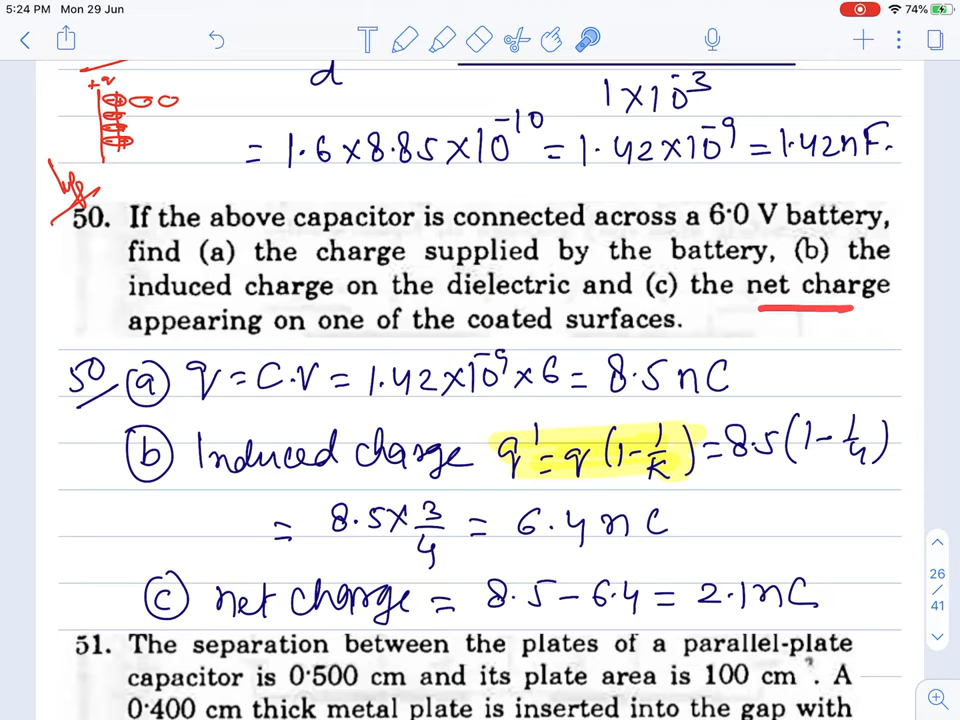 5:24 PM Mon 29 Jun 74%
+q
d
1×10⁻³
= 1.6×8.85×10⁻¹⁰ = 1.42×10⁻⁹ = 1.42nF.
50. If the above capacitor is connected across a 6·0 V battery,
find (a) the charge supplied by the battery, (b) the
induced charge on the dielectric and (c) the net charge
appearing on one of the coated surfaces.
50 (a) q = C.V = 1.42×10⁻⁹×6 = 8.5 nC
(b) Induced charge q' = q (1-1/k) = 8.5(1-1/4)
= 8.5×3/4 = 6.4 nC
(c) net charge = 8.5-6.4 = 2.1nC
26
41
51. The separation between the plates of a parallel-plate
capacitor is 0·500 cm and its plate area is 100 cm². A
0·400 cm thick metal plate is inserted into the gap with